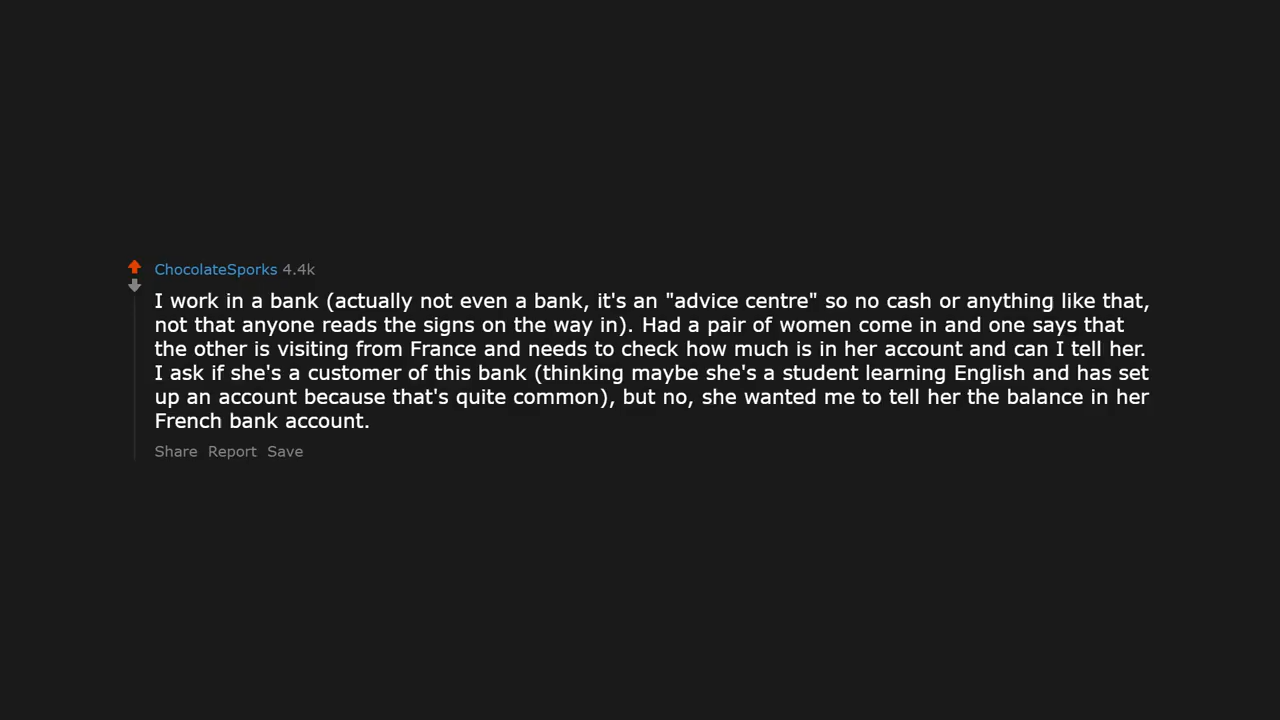 ChocolateSporks 4.4k
I work in a bank (actually not even a bank, it's an "advice centre" so no cash or anything like that,
not that anyone reads the signs on the way in). Had a pair of women come in and one says that
the other is visiting from France and needs to check how much is in her account and can I tell her.
I ask if she's a customer of this bank (thinking maybe she's a student learning English and has set
up an account because that's quite common), but no, she wanted me to tell her the balance in her
French bank account.
Share Report Save